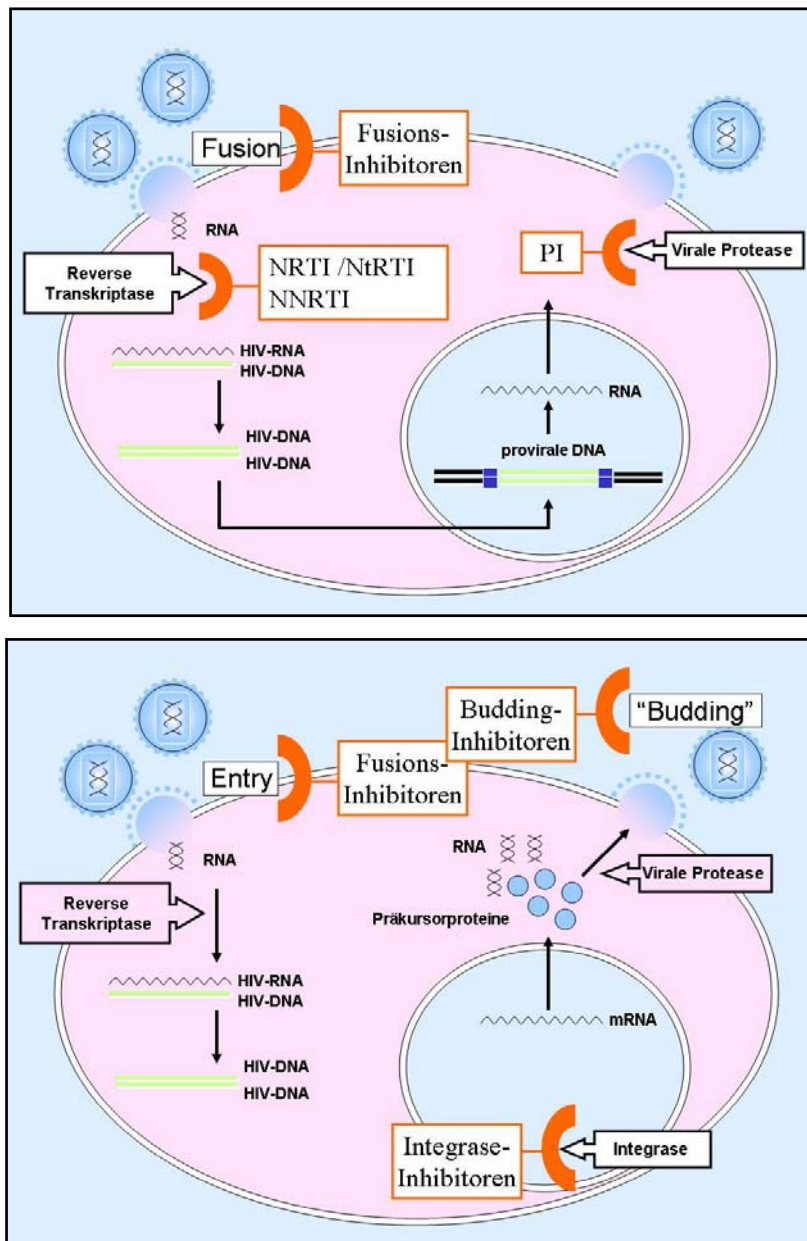 Fusion
Fusions-
Inhibitoren
RNA
Reverse
Transkriptase
NRTI /NtRTI
NNRTI
PI
Virale Protease
HIV-RNA
HIV-DNA
HIV-DNA
HIV-DNA
RNA
provirale DNA
Budding-
Inhibitoren
“Budding”
Entry
Fusions-
Inhibitoren
RNA
Reverse
Transkriptase
RNA
Virale Protease
Präkursorproteine
HIV-RNA
HIV-DNA
mRNA
HIV-DNA
HIV-DNA
Integrase-
Inhibitoren
Integrase